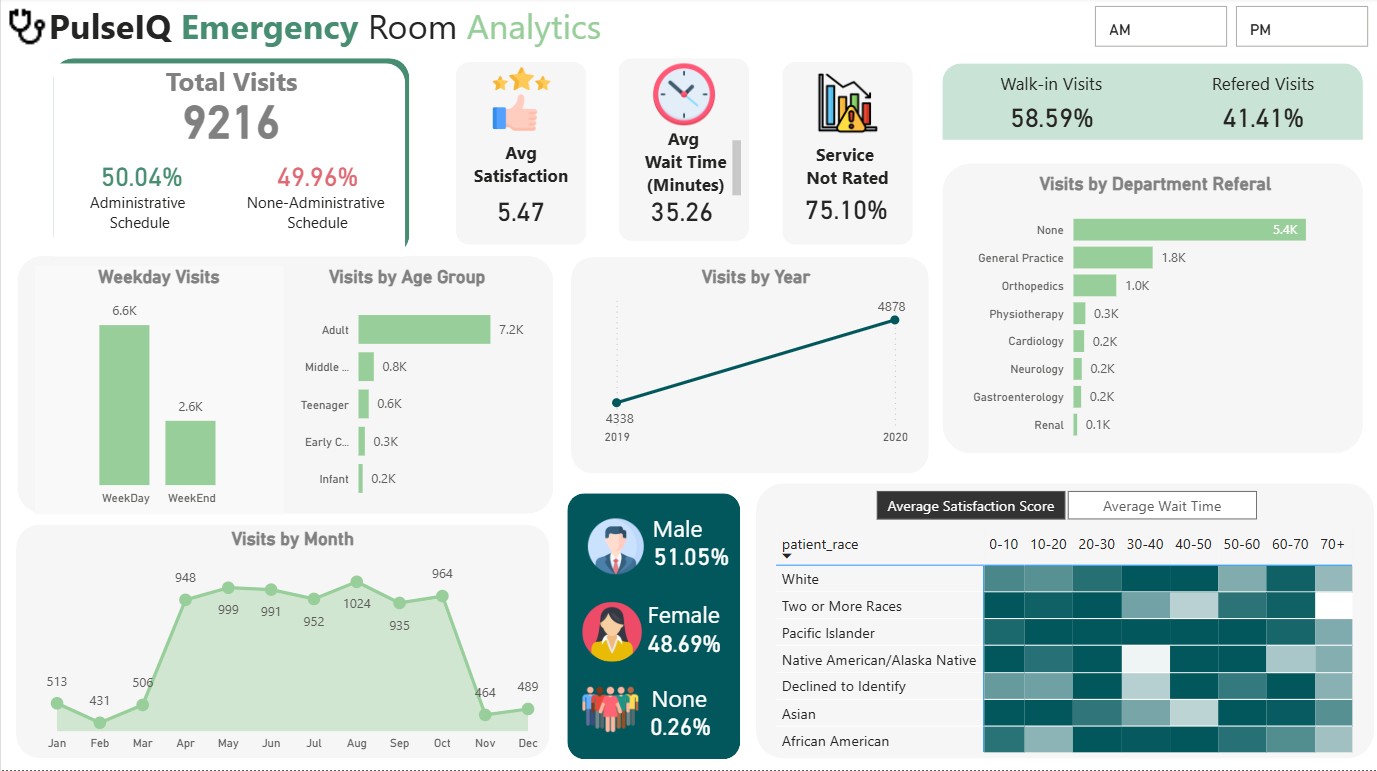 PulseIQ Emergency Room Analytics
AM
PM
Total Visits
9216
50.04%
Administrative
Schedule
49.96%
None-Administrative
Schedule
Avg
Satisfaction
5.47
Avg
Wait Time
(Minutes)
35.26
Service
Not Rated
75.10%
Walk-in Visits
58.59%
Refered Visits
41.41%
Weekday Visits
6.6K
2.6K
WeekDay
WeekEnd
Visits by Age Group
Adult 7.2K
Middle ... 0.8K
Teenager 0.6K
Early C... 0.3K
Infant 0.2K
Visits by Year
4878
4338
2019
2020
Visits by Department Referal
None 5.4K
General Practice 1.8K
Orthopedics 1.0K
Physiotherapy 0.3K
Cardiology 0.2K
Neurology 0.2K
Gastroenterology 0.2K
Renal 0.1K
Visits by Month
513 431 506 948 999 991 952 1024 935 964 464 489
Jan Feb Mar Apr May Jun Jul Aug Sep Oct Nov Dec
Male
51.05%
Female
48.69%
None
0.26%
Average Satisfaction Score
Average Wait Time
patient_race 0-10 10-20 20-30 30-40 40-50 50-60 60-70 70+
White
Two or More Races
Pacific Islander
Native American/Alaska Native
Declined to Identify
Asian
African American